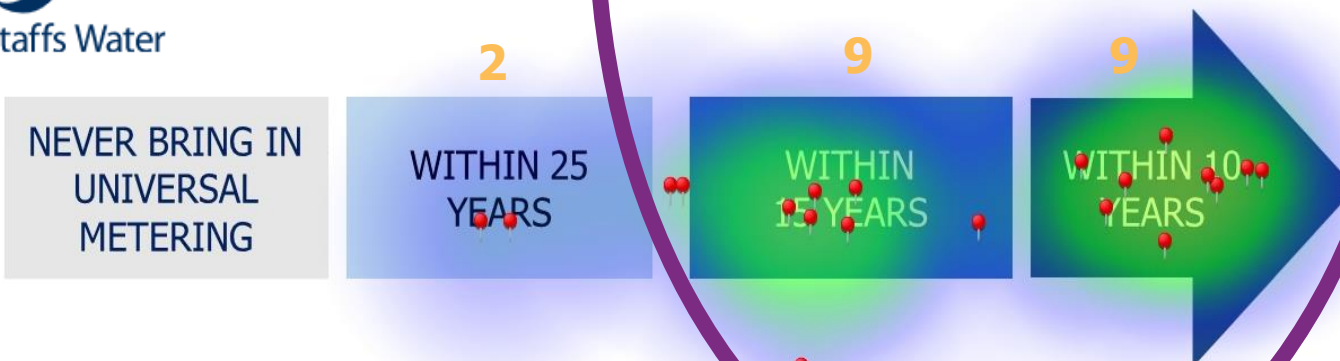 taffs Water
2
9
9
NEVER BRING IN
UNIVERSAL
METERING
WITHIN 25
YEARS
WITHIN
15 YEARS
WITHIN 10
YEARS